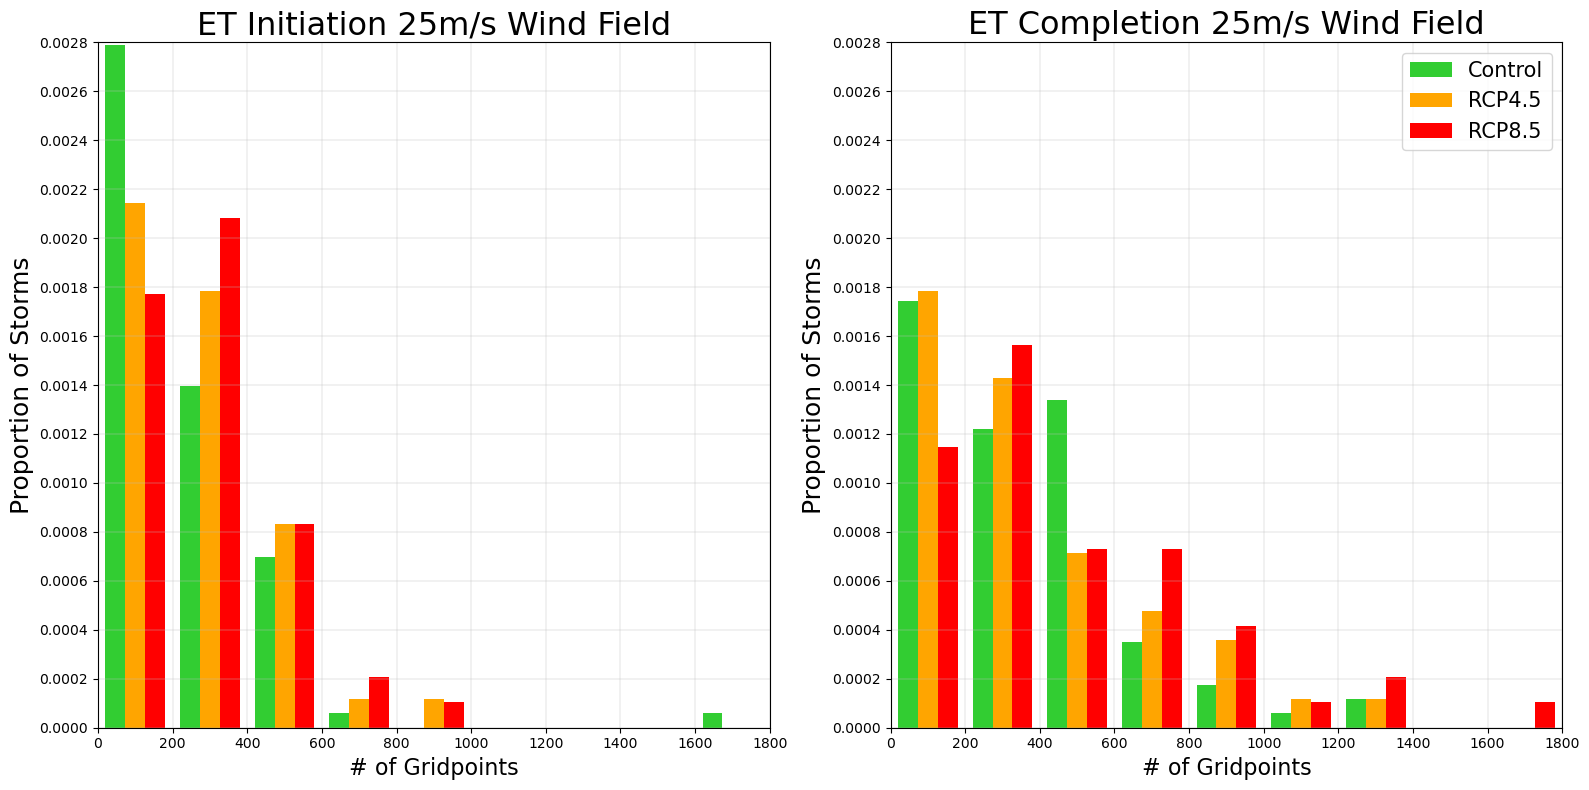 ET Initiation 25m/s Wind Field
0.0028
0.0026
0.0024
0.0022
0.0020
0.0018
0.0016
0.0014
0.0012
0.0010
0.0008
0.0006
0.0004
0.0002
0.0000
Proportion of Storms
0 200 400 600 800 1000 1200 1400 1600 1800
# of Gridpoints
ET Completion 25m/s Wind Field
Control
RCP4.5
RCP8.5
0.0028
0.0026
0.0024
0.0022
0.0020
0.0018
0.0016
0.0014
0.0012
0.0010
0.0008
0.0006
0.0004
0.0002
0.0000
Proportion of Storms
0 200 400 600 800 1000 1200 1400 1600 1800
# of Gridpoints